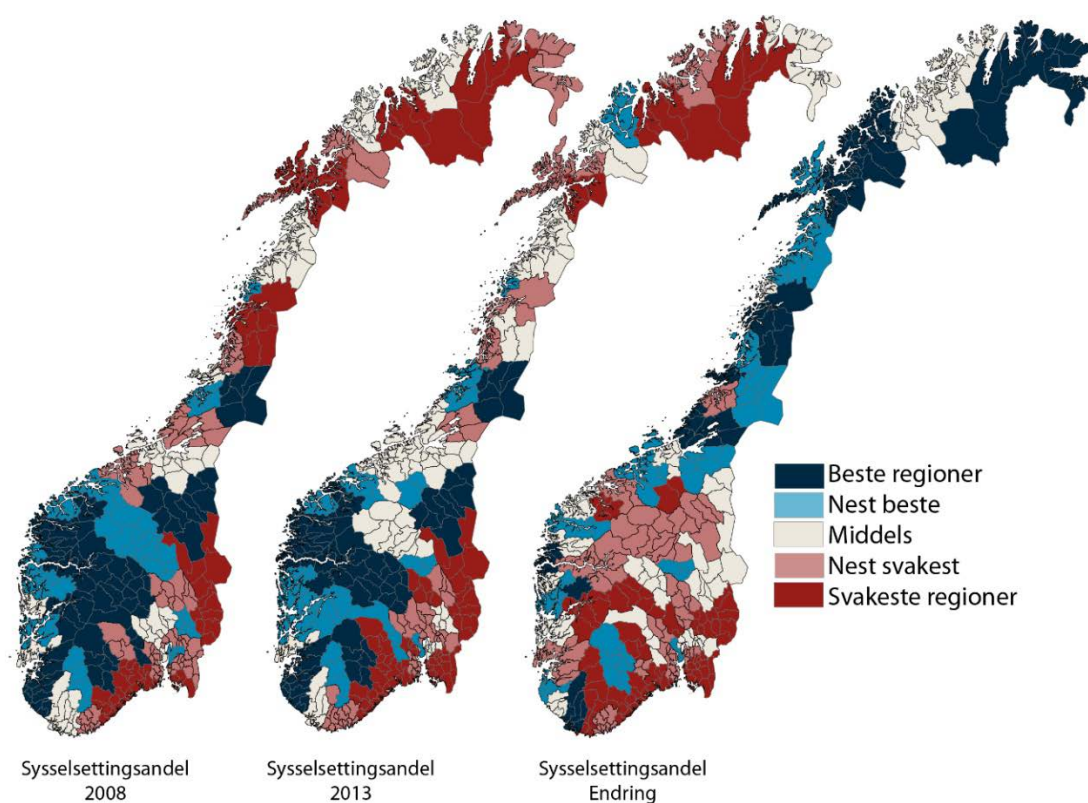 Beste regioner
Nest beste
Middels
Nest svakest
Svakeste regioner
Sysselsettingsandel
2008
Sysselsettingsandel
2013
Sysselsettingsandel
Endring